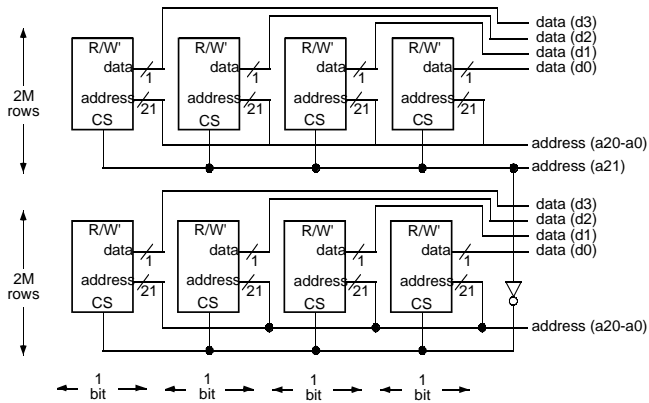 data (d3)
data (d2)
data (d1)
data (d0)
R/W' R/W' R/W' R/W'
data 1 data 1 data 1 data 1
address 21 address 21 address 21 address 21
CS CS CS CS
2M
rows
address (a20-a0)
address (a21)
data (d3)
data (d2)
data (d1)
data (d0)
R/W' R/W' R/W' R/W'
data 1 data 1 data 1 data 1
address 21 address 21 address 21 address 21
CS CS CS CS
2M
rows
address (a20-a0)
1 1 1 1
bit bit bit bit